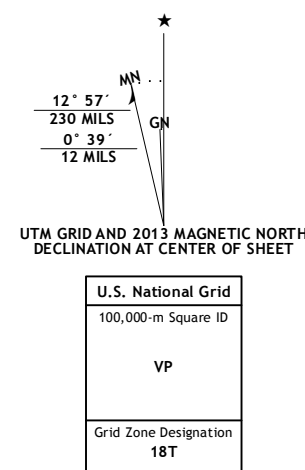 ★
MN
12° 57´
230 MILS
GN
0° 39´
12 MILS
UTM GRID AND 2013 MAGNETIC NORTH
DECLINATION AT CENTER OF SHEET
U.S. National Grid
100,000-m Square ID
VP
Grid Zone Designation
18T